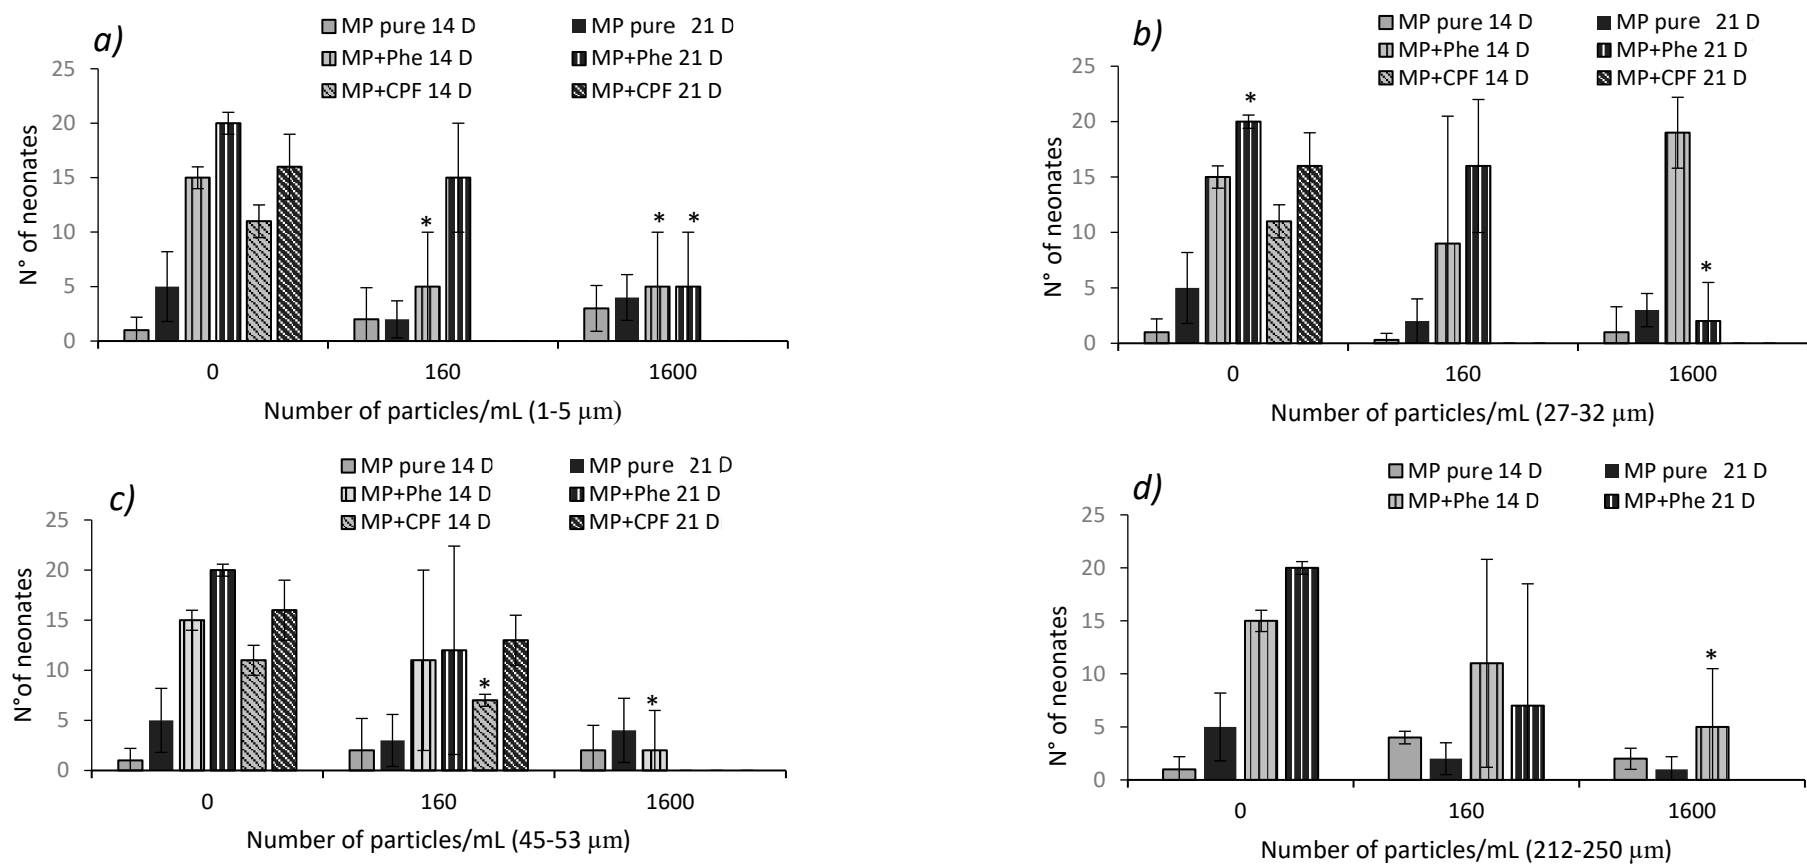 a)
MP pure 14 D MP pure 21 D
MP+Phe 14 D MP+Phe 21 D
MP+CPF 14 D MP+CPF 21 D
25
20
15
10
5
0
N° of neonates
* * *
0 160 1600
Number of particles/mL (1-5 µm)
b)
MP pure 14 D MP pure 21 D
MP+Phe 14 D MP+Phe 21 D
MP+CPF 14 D MP+CPF 21 D
25
20
15
10
5
0
N° of neonates
* *
0 160 1600
Number of particles/mL (27-32 µm)
c)
MP pure 14 D MP pure 21 D
MP+Phe 14 D MP+Phe 21 D
MP+CPF 14 D MP+CPF 21 D
25
20
15
10
5
0
N°of neonates
* *
0 160 1600
Number of particles/mL (45-53 µm)
d)
MP pure 14 D MP pure 21 D
MP+Phe 14 D MP+Phe 21 D
25
20
15
10
5
0
N° of neonates
*
0 160 1600
Number of particles/mL (212-250 µm)